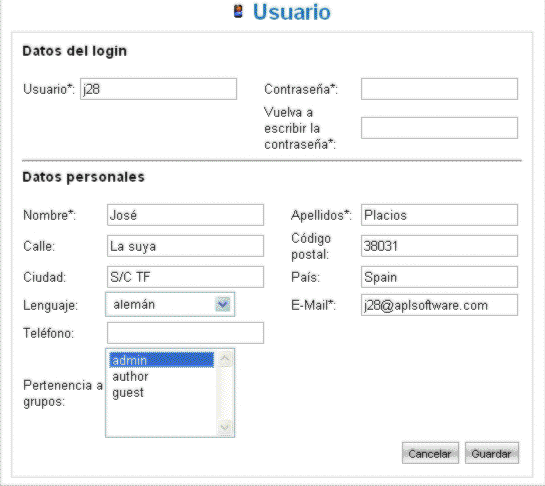 Usuario
Datos del login
Usuario*: j28 Contraseña*:
Vuelva a
escribir la
contraseña*:
Datos personales
Nombre*: José Apellidos*: Placios
Calle: La suya Código
postal: 38031
Ciudad: S/C TF País: Spain
Lenguaje: alemán E-Mail*: j28@aplsoftware.com
Teléfono:
Pertenencia a
grupos:
admin
author
guest
Cancelar Guardar